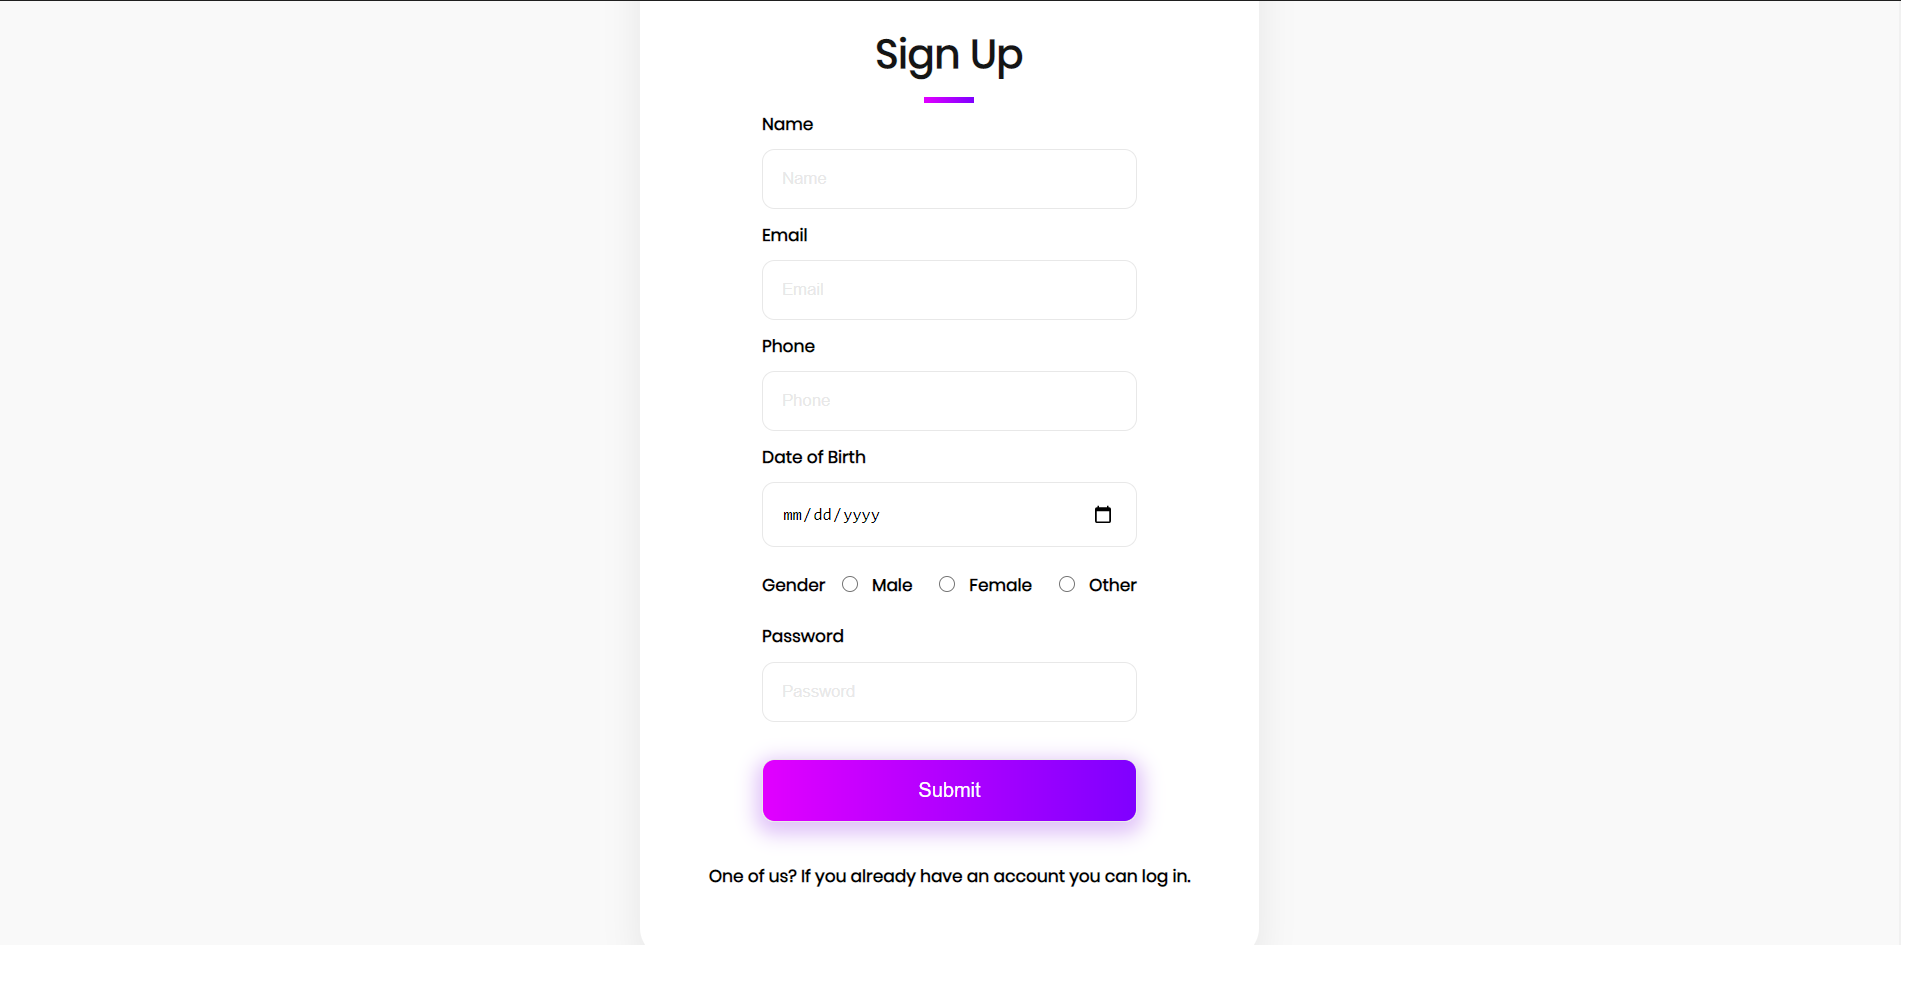 Sign Up
Name
Name
Email
Email
Phone
Phone
Date of Birth
mm/dd/yyyy
Gender Male Female Other
Password
Password
Submit
One of us? If you already have an account you can log in.